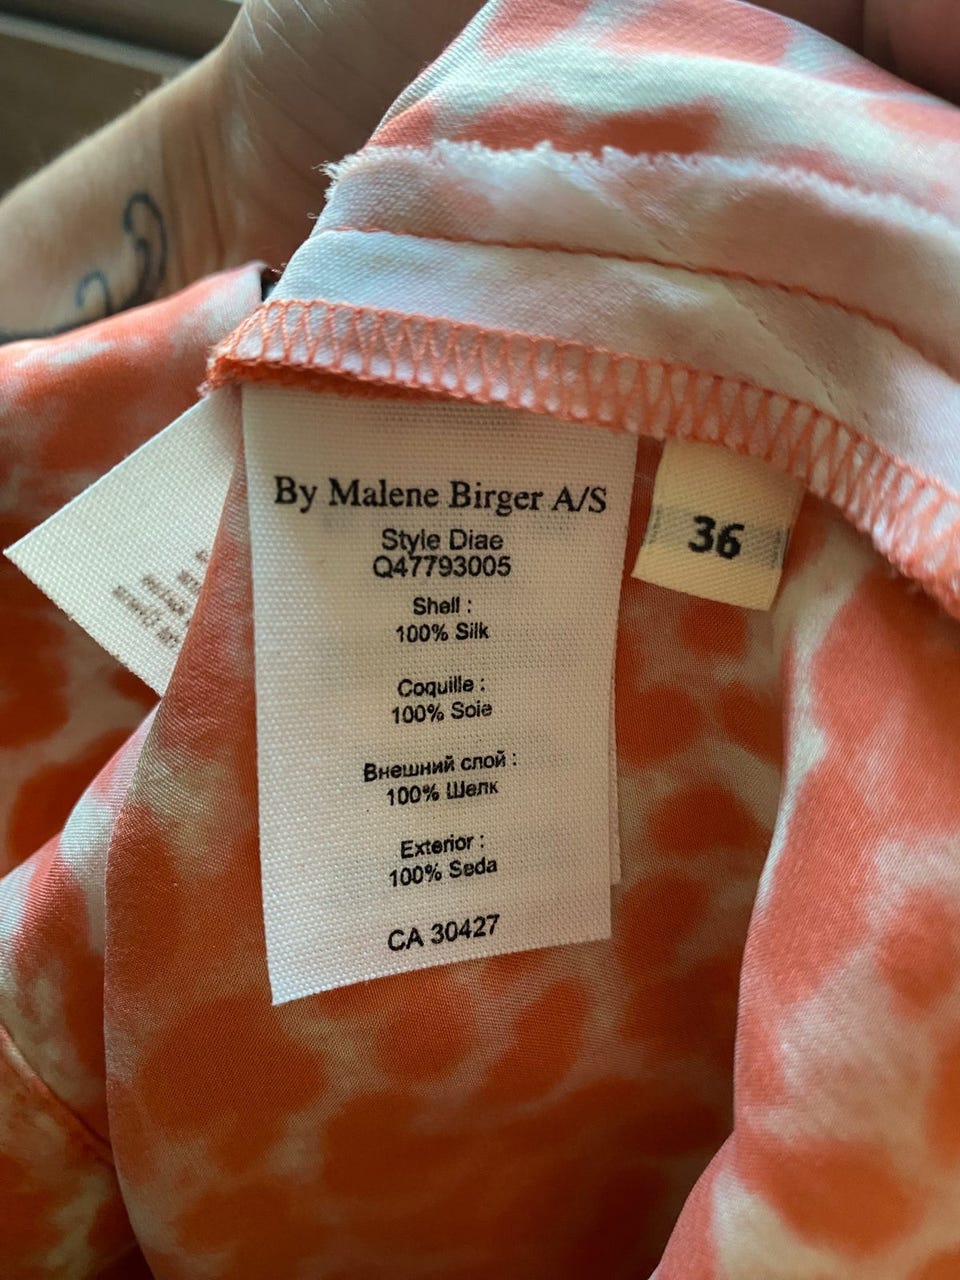 By Malene Birger A/S
Style Diae
Q47793005
Shell :
100% Silk
Coquille :
100% Soie
Внешний слой :
100% Шелк
Exterior :
100% Seda
CA 30427
36